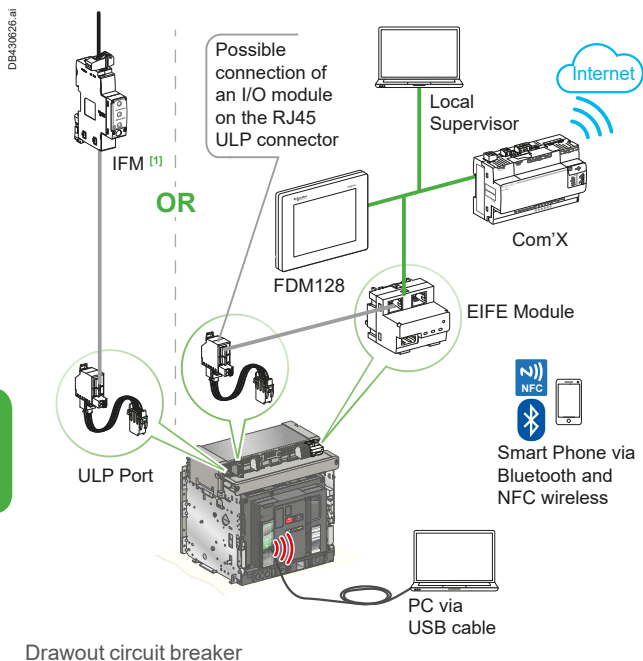 DB430626.ai
Possible
connection of
an I/O module
on the RJ45
ULP connector
Internet
Local
Supervisor
IFM [1]
OR
Com'X
FDM128
EIFE Module
N
NFC
ULP Port
Smart Phone via
Bluetooth and
NFC wireless
PC via
USB cable
Drawout circuit breaker